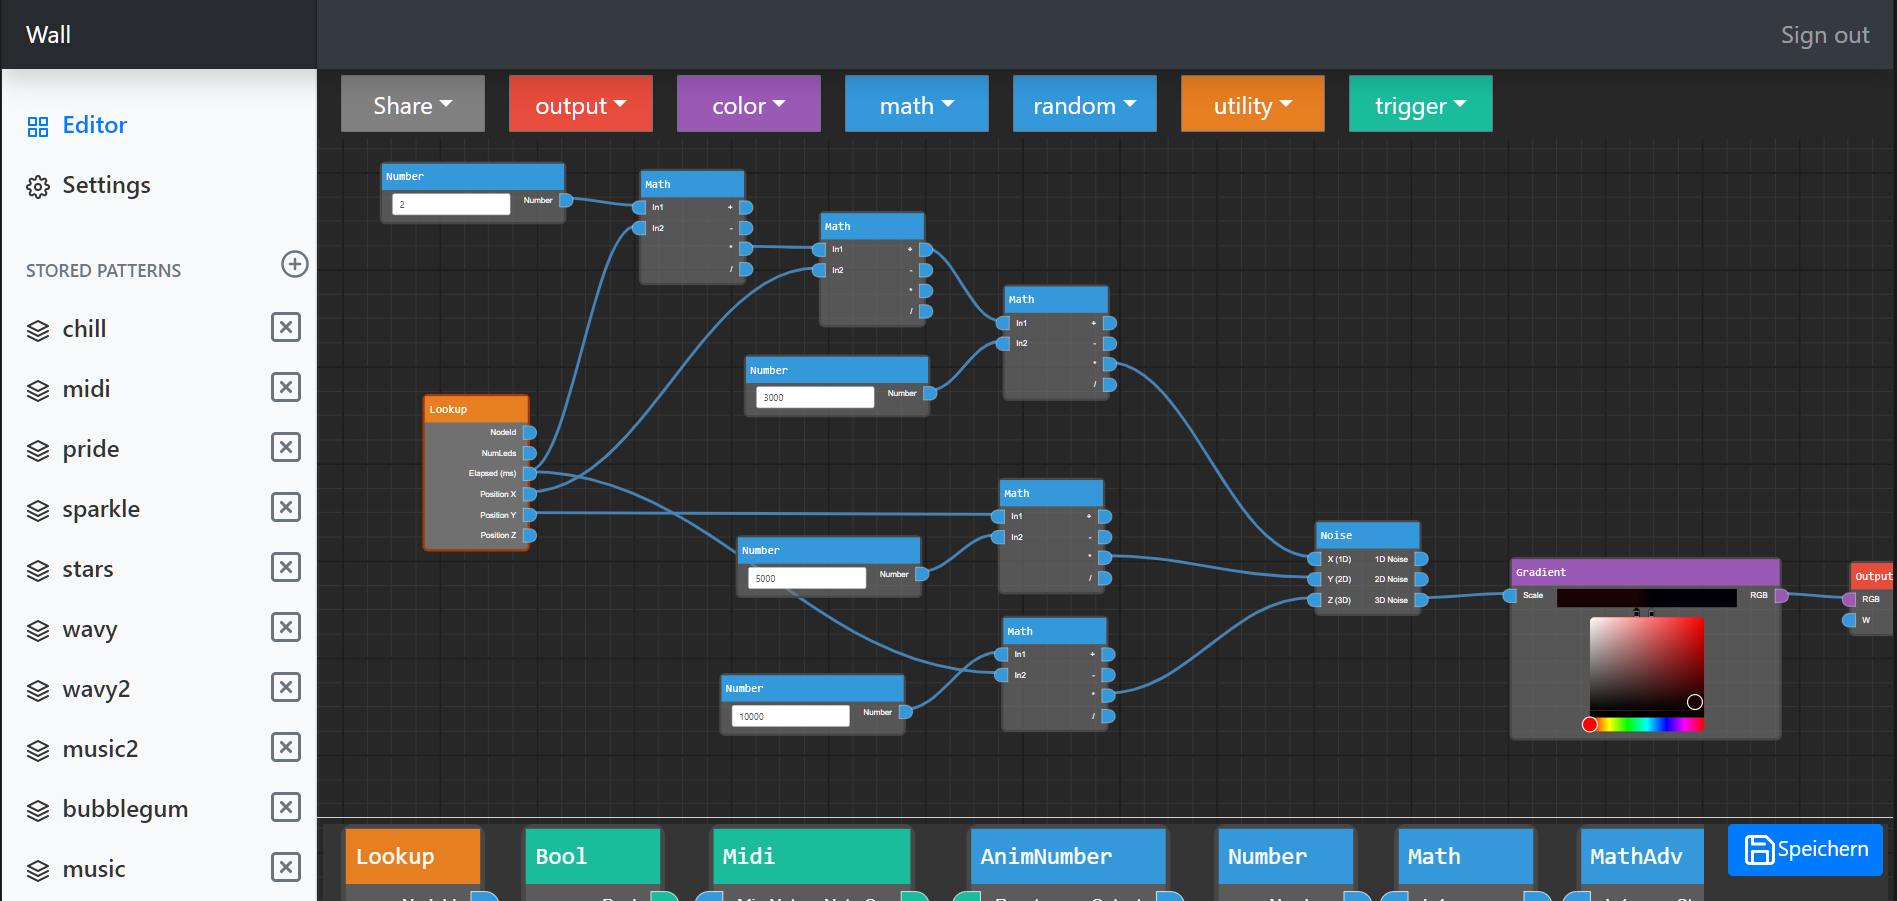 Wall
Sign out
Editor
Settings
STORED PATTERNS
chill
midi
pride
sparkle
stars
wavy
wavy2
music2
bubblegum
music
Share
output
color
math
random
utility
trigger
Number
2
Number
Math
In1 +
In2 -
*
/
Math
In1 +
In2 -
*
/
Math
In1 +
In2 -
*
/
Number
3000
Number
Lookup
NodeId
NumLeds
Elapsed (ms)
Position X
Position Y
Position Z
Math
In1 +
In2 -
*
/
Number
5000
Number
Math
In1 +
In2 -
*
/
Number
10000
Number
Noise
X (1D) 1D Noise
Y (2D) 2D Noise
Z (3D) 3D Noise
Gradient
Scale RGB
Output
RGB
W
Lookup
Bool
Midi
AnimNumber
Number
Math
MathAdv
Speichern